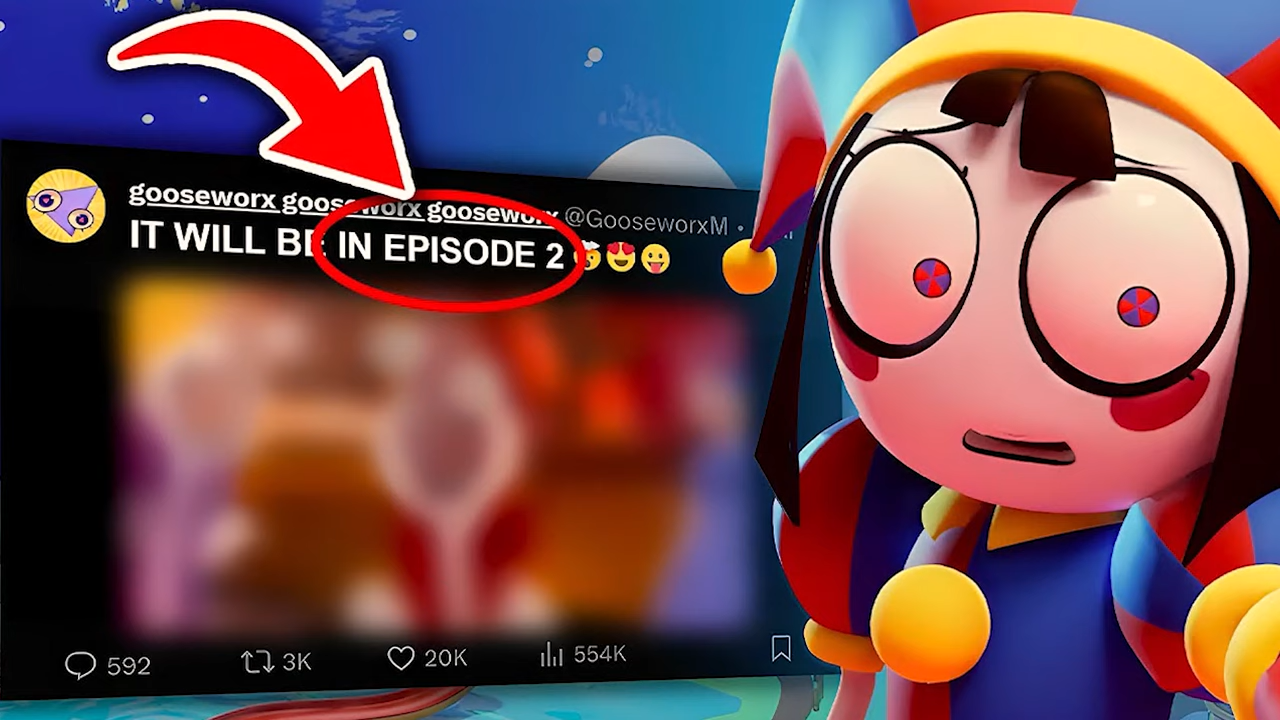 gooseworx gooseworx gooseworx @GooseworxM ·
IT WILL BE IN EPISODE 2 🤯😍😛
592 3K 20K 554K